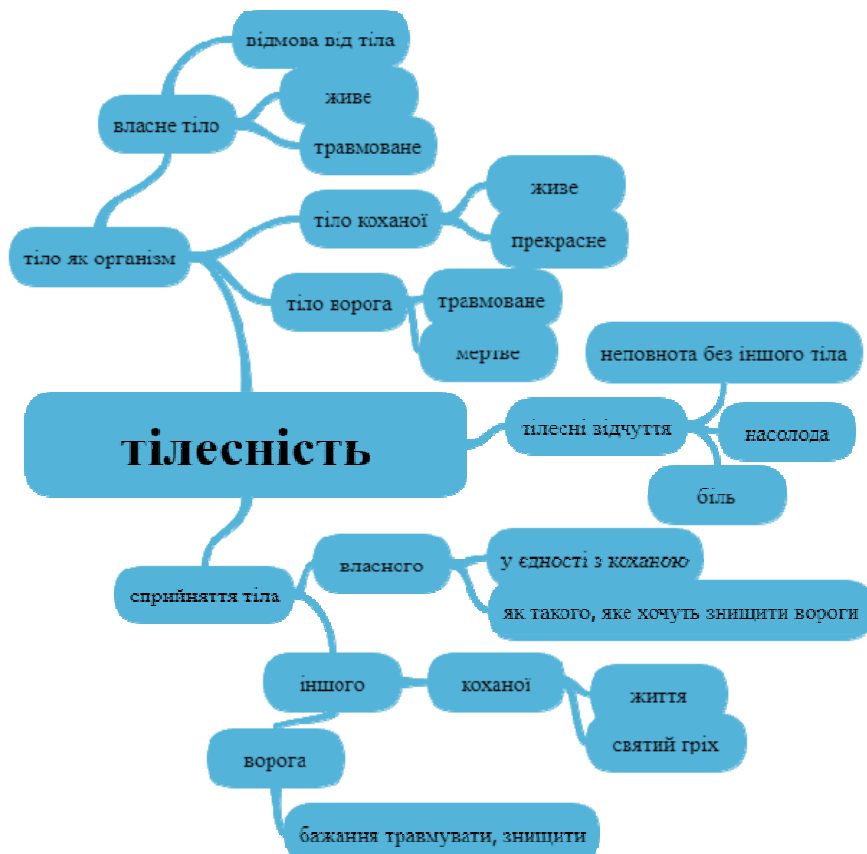 відмова від тіла
живе
власне тіло
травмоване
живе
тіло коханої
прекрасне
тіло як організм
тіло ворога
травмоване
мертве
неповнота без іншого тіла
тілесність
тілесні відчуття
насолода
біль
власного
у єдності з коханою
сприйняття тіла
як такого, яке хочуть знищити вороги
іншого
коханої
життя
святий гріх
ворога
бажання травмувати, знищити